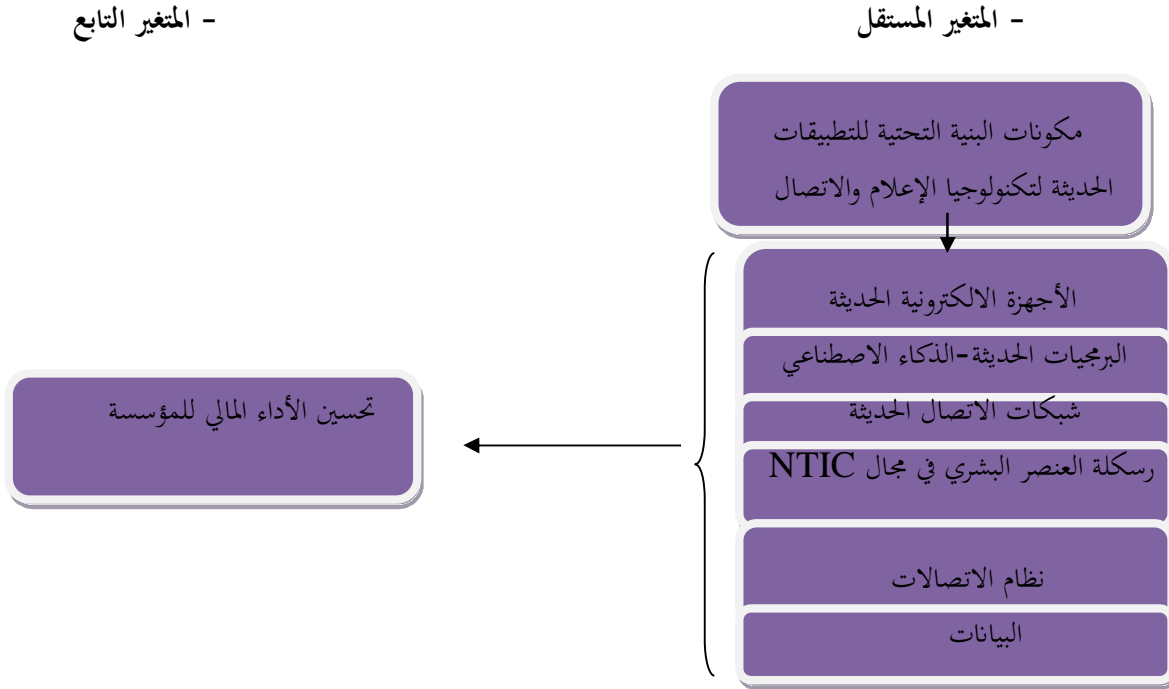 - المتغير المستقل
- المتغير التابع
مكونات البنية التحتية للتطبيقات
الحديثة لتكنولوجيا الإعلام والاتصال
الأجهزة الالكترونية الحديثة
البرمجيات الحديثة-الذكاء الاصطناعي
شبكات الاتصال الحديثة
رسكلة العنصر البشري في مجال NTIC
نظام الاتصالات
البيانات
تحسين الأداء المالي للمؤسسة